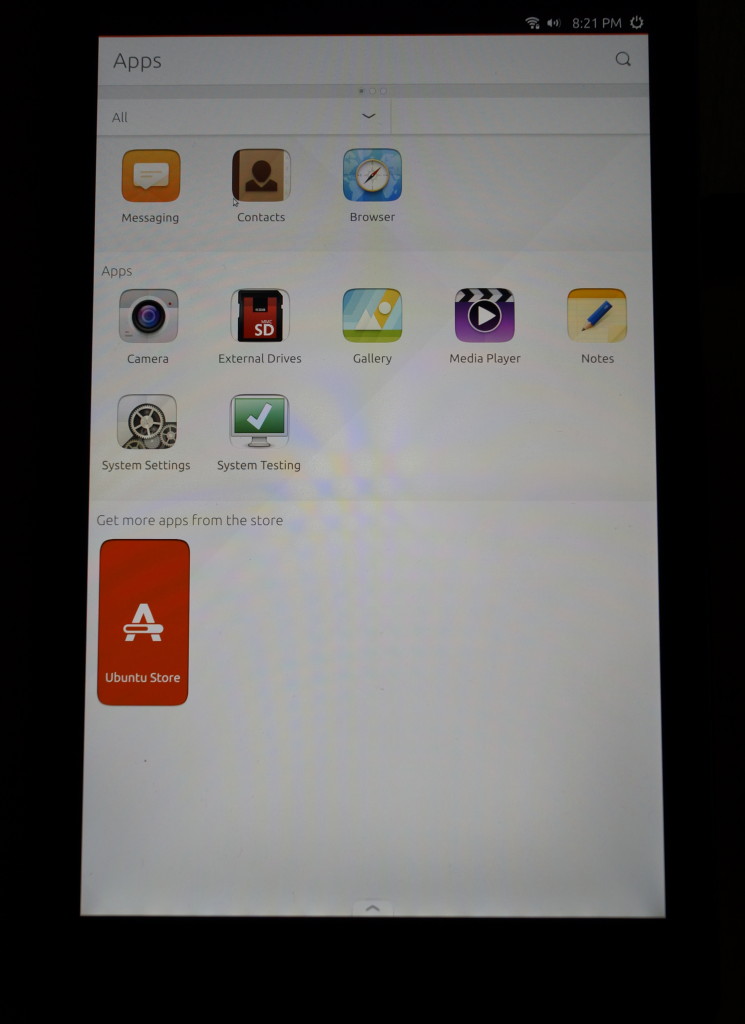 8:21 PM
Apps
All
Messaging Contacts Browser
Apps
SD
Camera External Drives Gallery Media Player Notes
System Settings System Testing
Get more apps from the store
Ubuntu Store